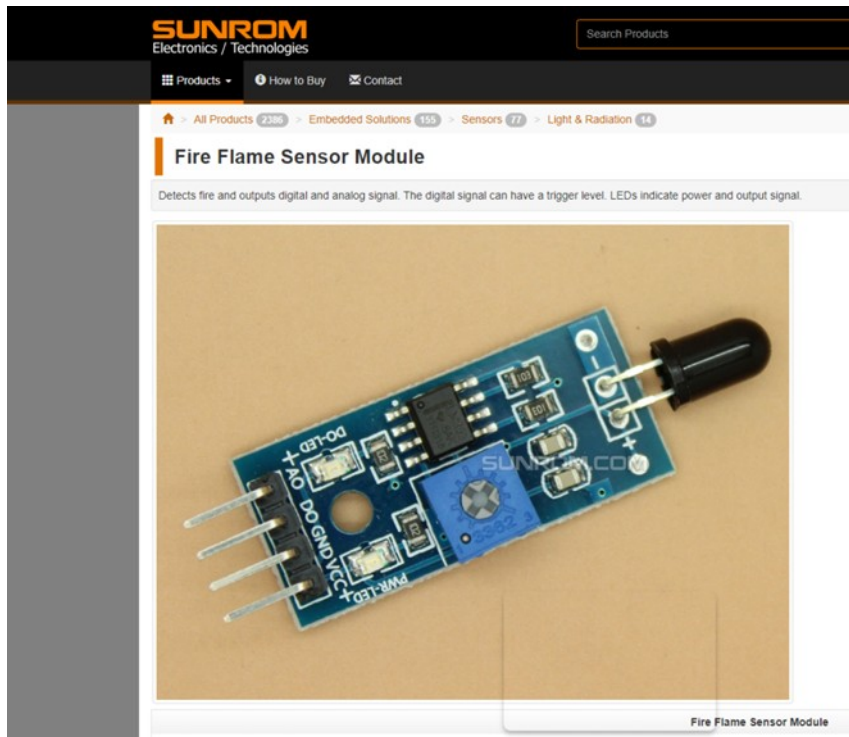 SUNROM
Electronics / Technologies
Search Products
Products
How to Buy
Contact
> All Products 2386 > Embedded Solutions 155 > Sensors 77 > Light & Radiation 14
Fire Flame Sensor Module
Detects fire and outputs digital and analog signal. The digital signal can have a trigger level. LEDs indicate power and output signal.
DO-LED
103
103
+
AO
DO
GND
VCC
+
PWR-LED
3362
3
-
+
SUNROM.COM
Fire Flame Sensor Module